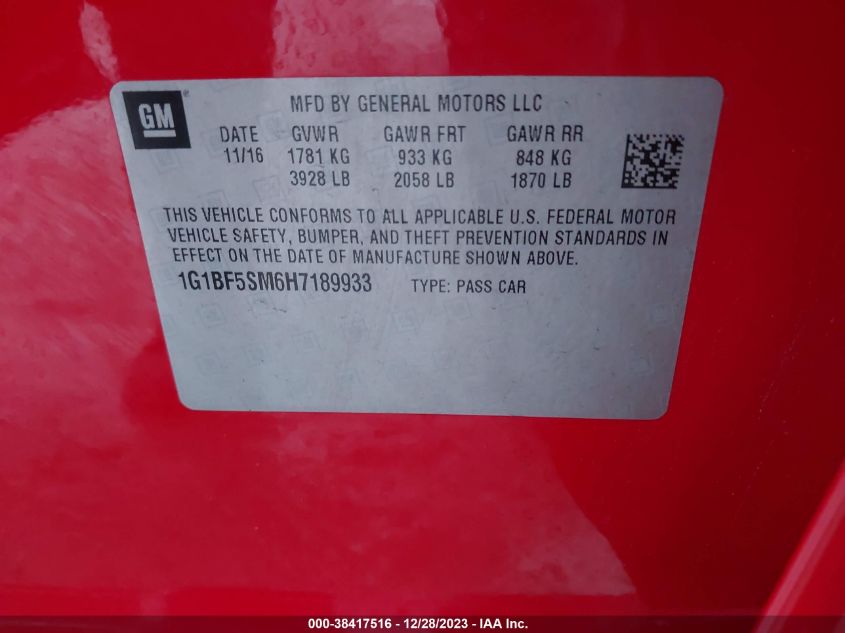 GM ® MFD BY GENERAL MOTORS LLC
DATE GVWR GAWR FRT GAWR RR
11/16 1781 KG 933 KG 848 KG
3928 LB 2058 LB 1870 LB
THIS VEHICLE CONFORMS TO ALL APPLICABLE U.S. FEDERAL MOTOR
VEHICLE SAFETY, BUMPER, AND THEFT PREVENTION STANDARDS IN
EFFECT ON THE DATE OF MANUFACTURE SHOWN ABOVE.
1G1BF5SM6H7189933 TYPE: PASS CAR
000-38417516 - 12/28/2023 - IAA Inc.